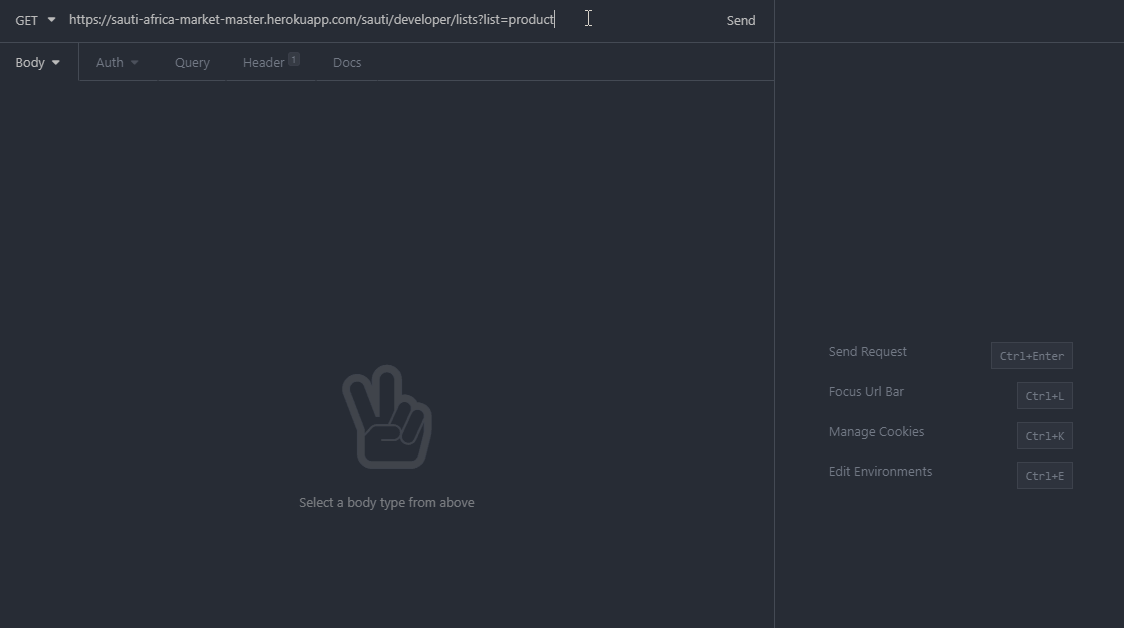 GET https://sauti-africa-market-master.herokuapp.com/sauti/developer/lists?list=product Send
Body Auth Query Header 1 Docs
Select a body type from above
Send Request Ctrl+Enter
Focus Url Bar Ctrl+L
Manage Cookies Ctrl+K
Edit Environments Ctrl+E